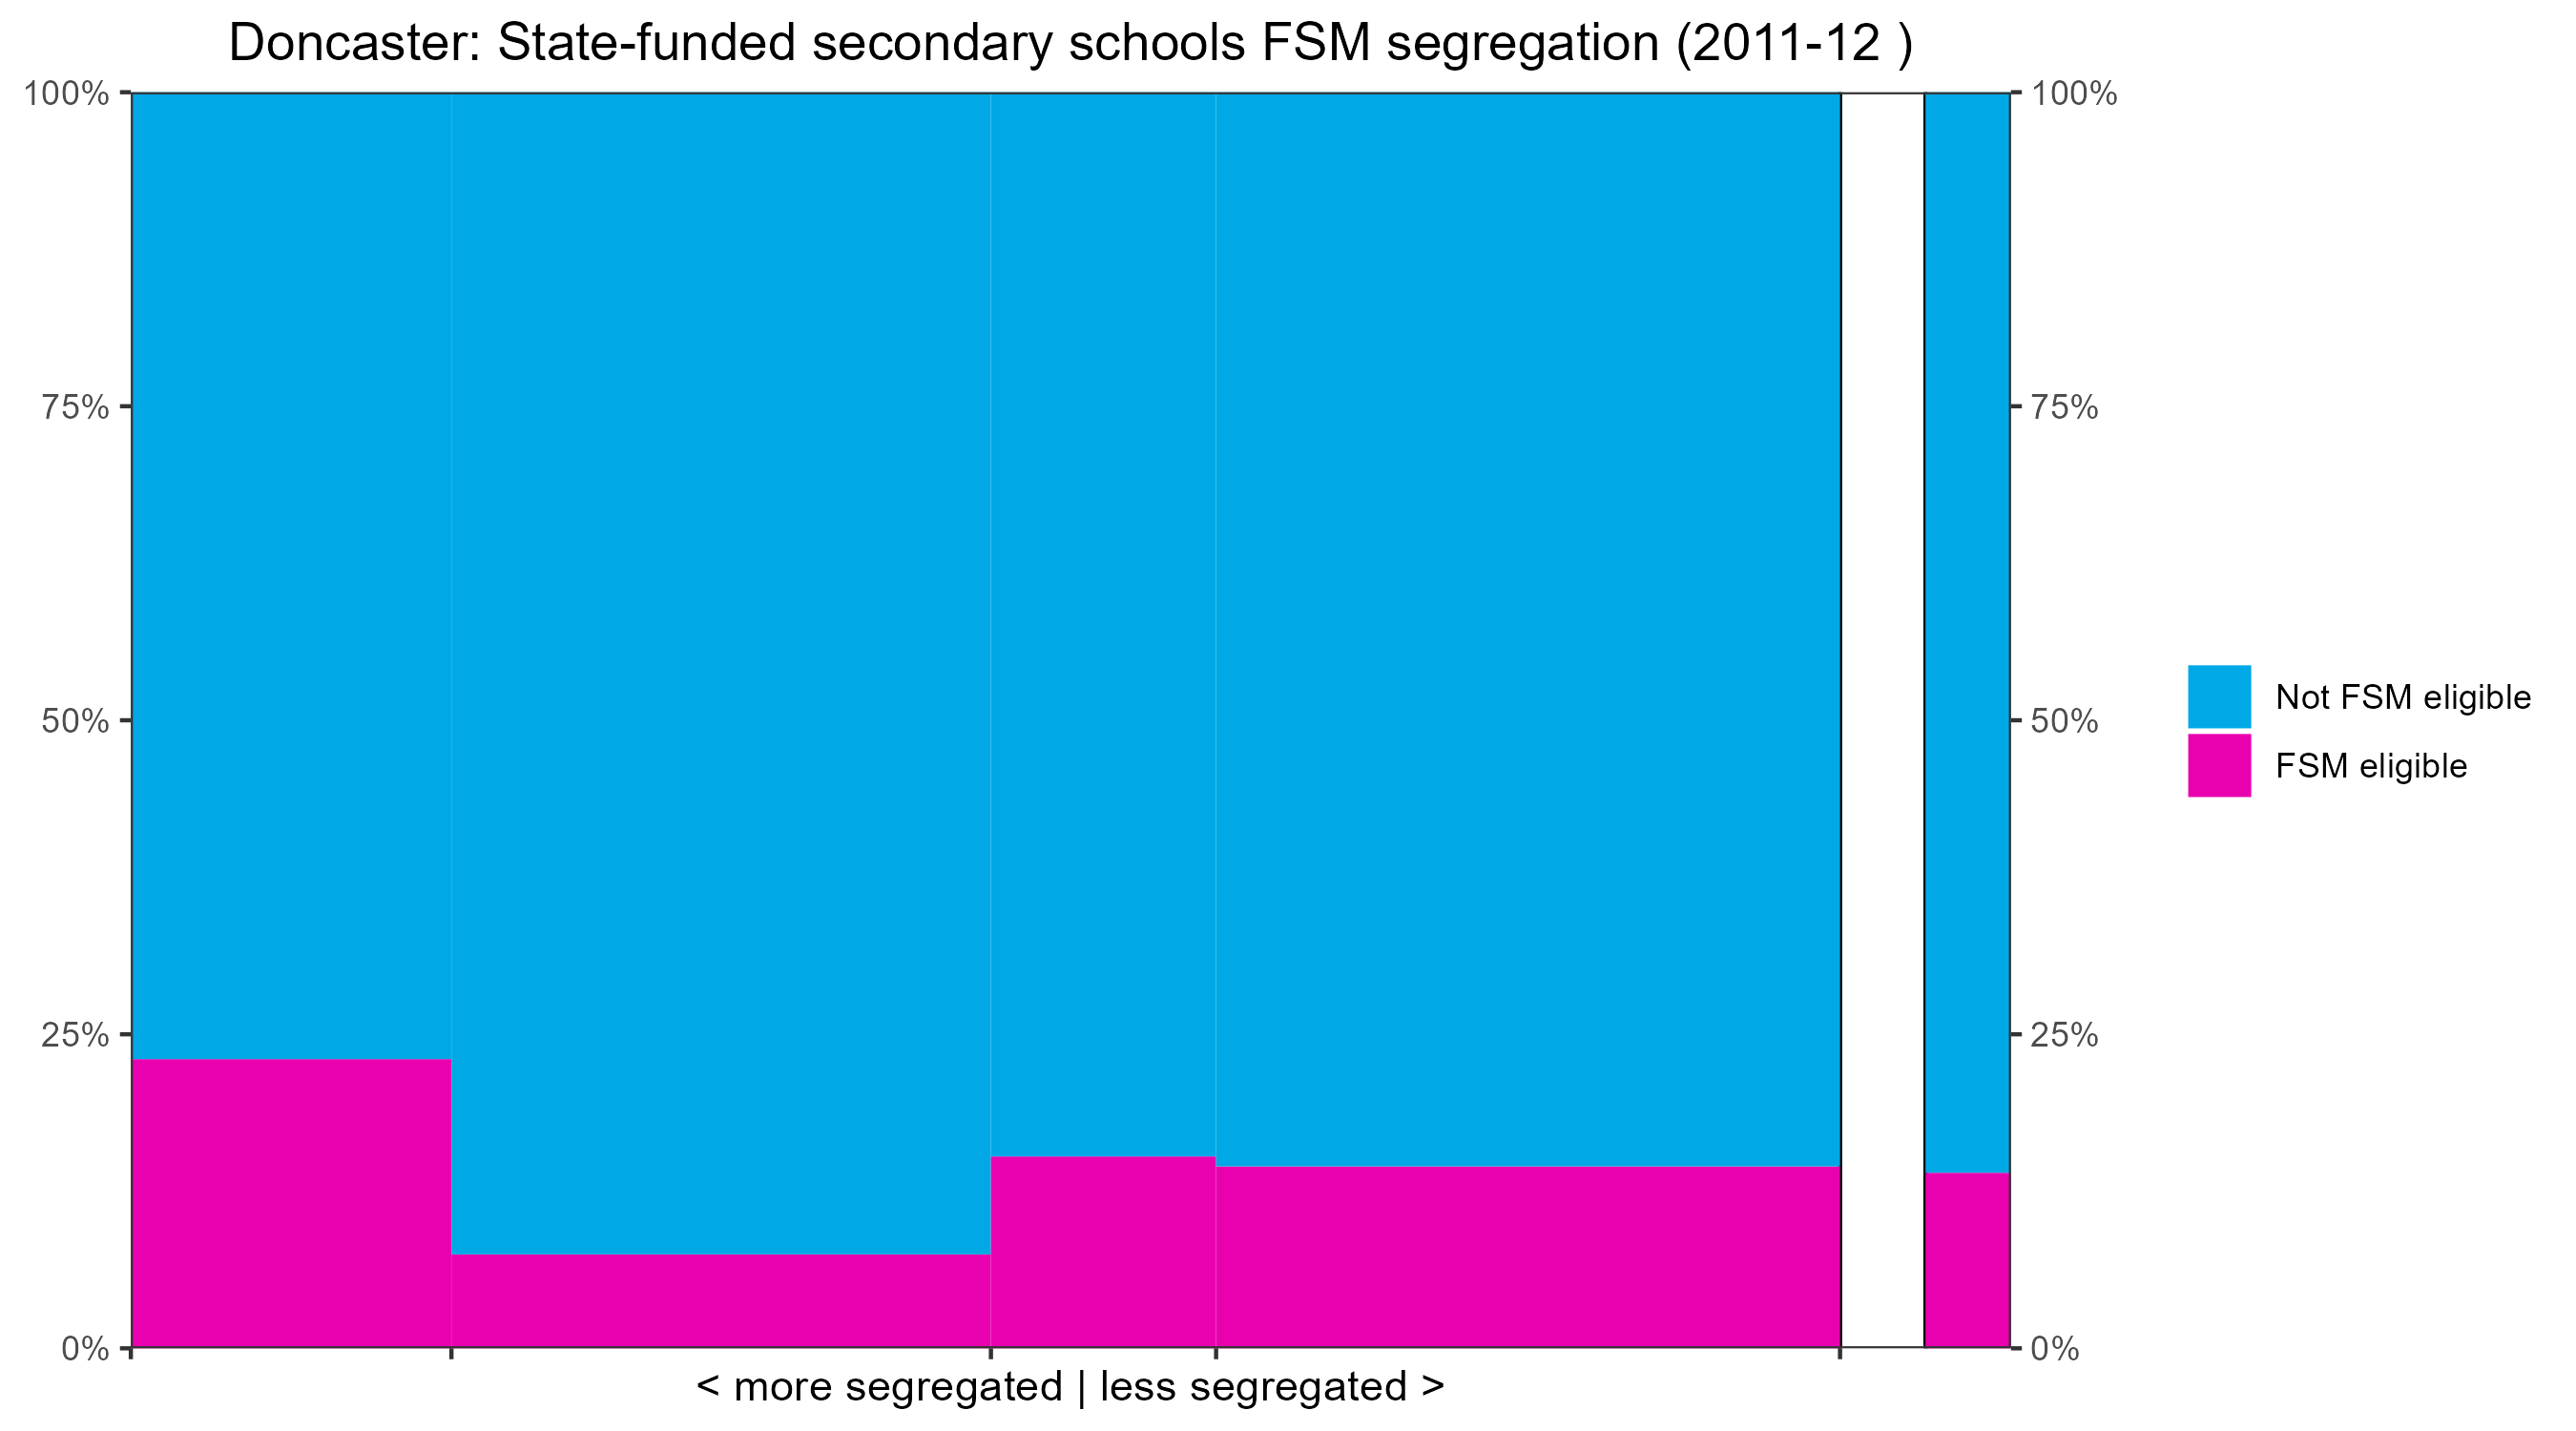 Doncaster: State-funded secondary schools FSM segregation (2011-12 )
100%
75%
50%
25%
0%
100%
75%
50%
25%
0%
Not FSM eligible
FSM eligible
< more segregated | less segregated >